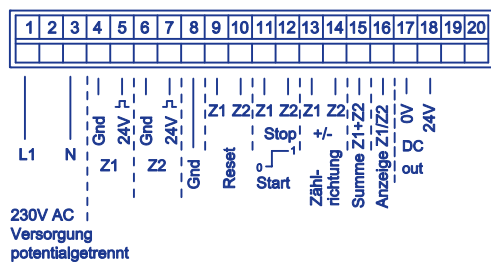 1 2 3 4 5 6 7 8 9 10 11 12 13 14 15 16 17 18 19 20
L1 N
Gnd 24V
Z1
Gnd 24V
Z2
Gnd
Z1 Z2
Reset
Z1 Z2
Stop
0 1
Start
Z1 Z2
+/-
Zähl-
richtung
Summe Z1+Z2
Anzeige Z1/Z2
0V 24V
DC
out
230V AC
Versorgung
potentialgetrennt